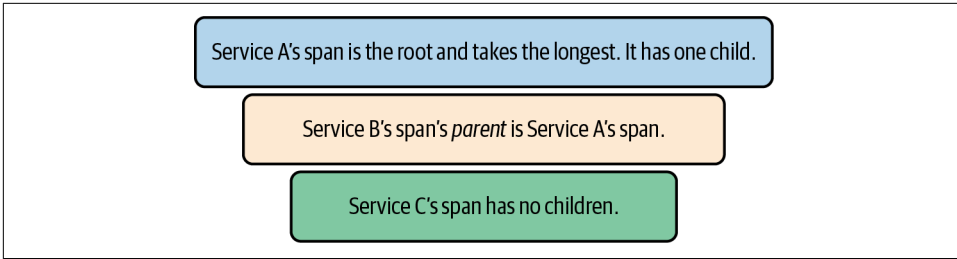 Service A’s span is the root and takes the longest. It has one child.
Service B’s span’s parent is Service A’s span.
Service C’s span has no children.